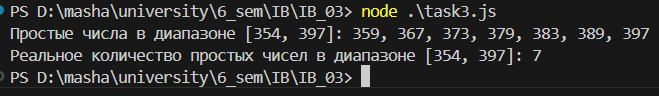 PS D:\masha\university\6_sem\IB\IB_03> node .\task3.js
Простые числа в диапазоне [354, 397]: 359, 367, 373, 379, 383, 389, 397
Реальное количество простых чисел в диапазоне [354, 397]: 7
PS D:\masha\university\6_sem\IB\IB_03>